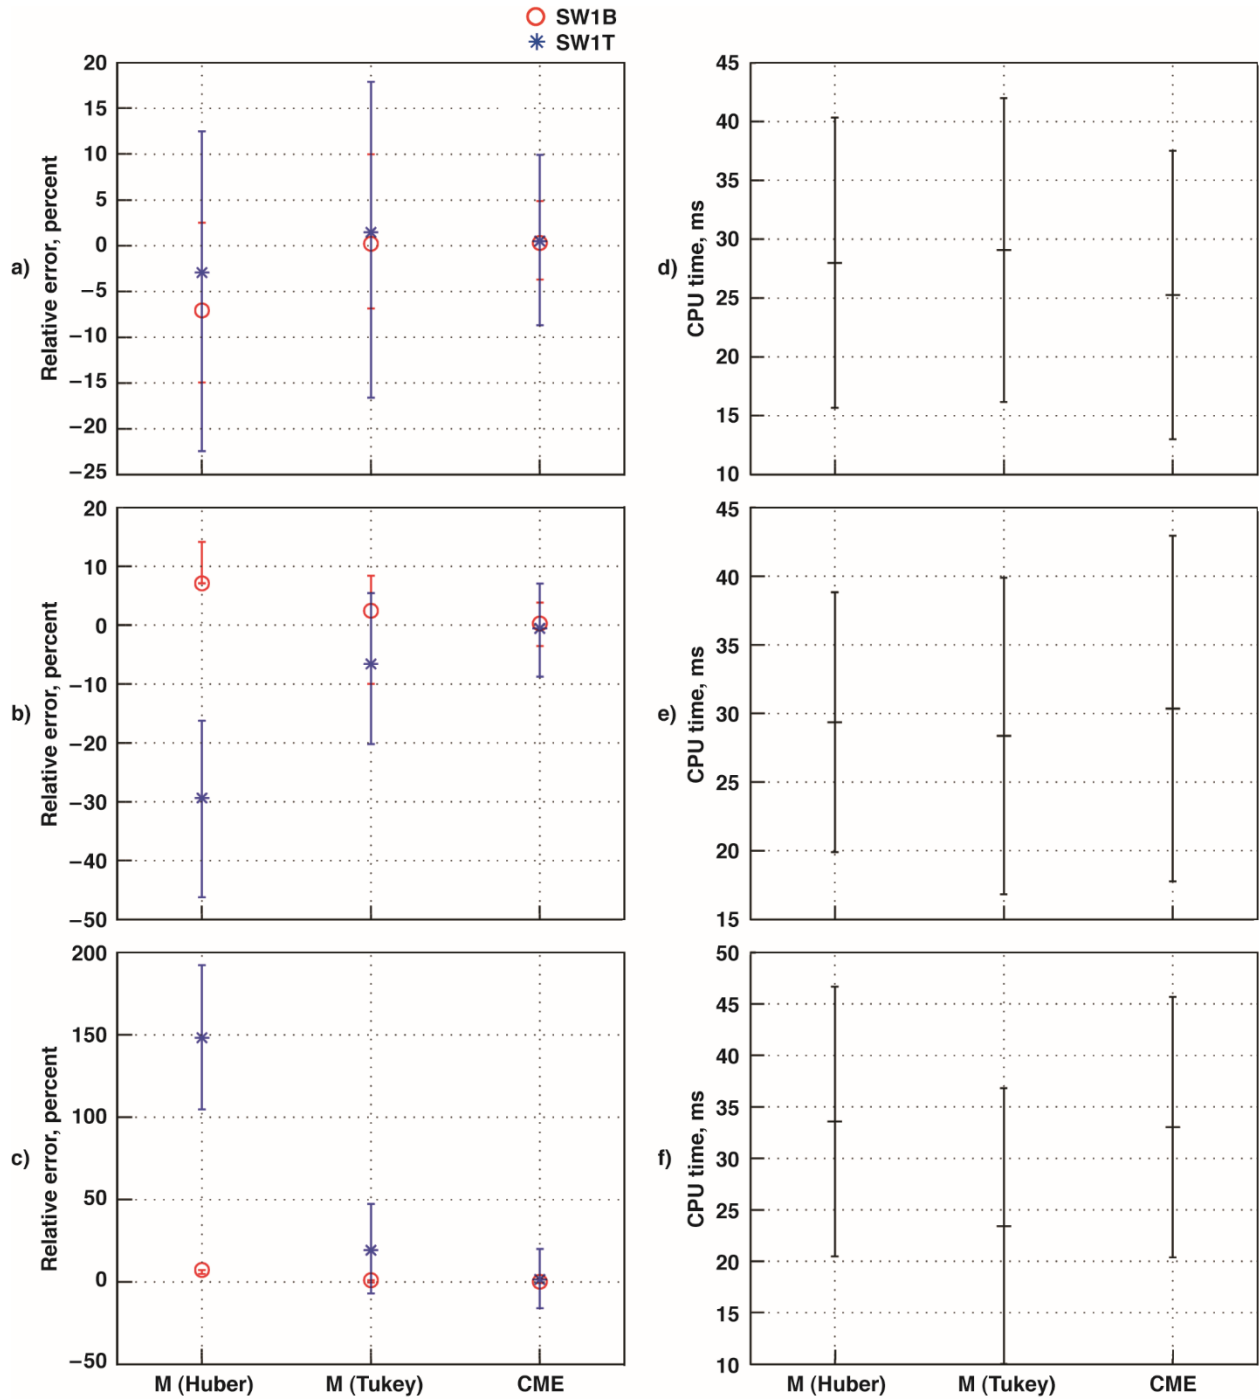 SW1B
SW1T
a)
Relative error, percent
20
15
10
5
0
−5
−10
−15
−20
−25
d)
CPU time, ms
45
40
35
30
25
20
15
10
b)
Relative error, percent
20
10
0
−10
−20
−30
−40
−50
e)
CPU time, ms
45
40
35
30
25
20
15
c)
Relative error, percent
200
150
100
50
0
−50
M (Huber)
M (Tukey)
CME
f)
CPU time, ms
50
45
40
35
30
25
20
15
10
M (Huber)
M (Tukey)
CME